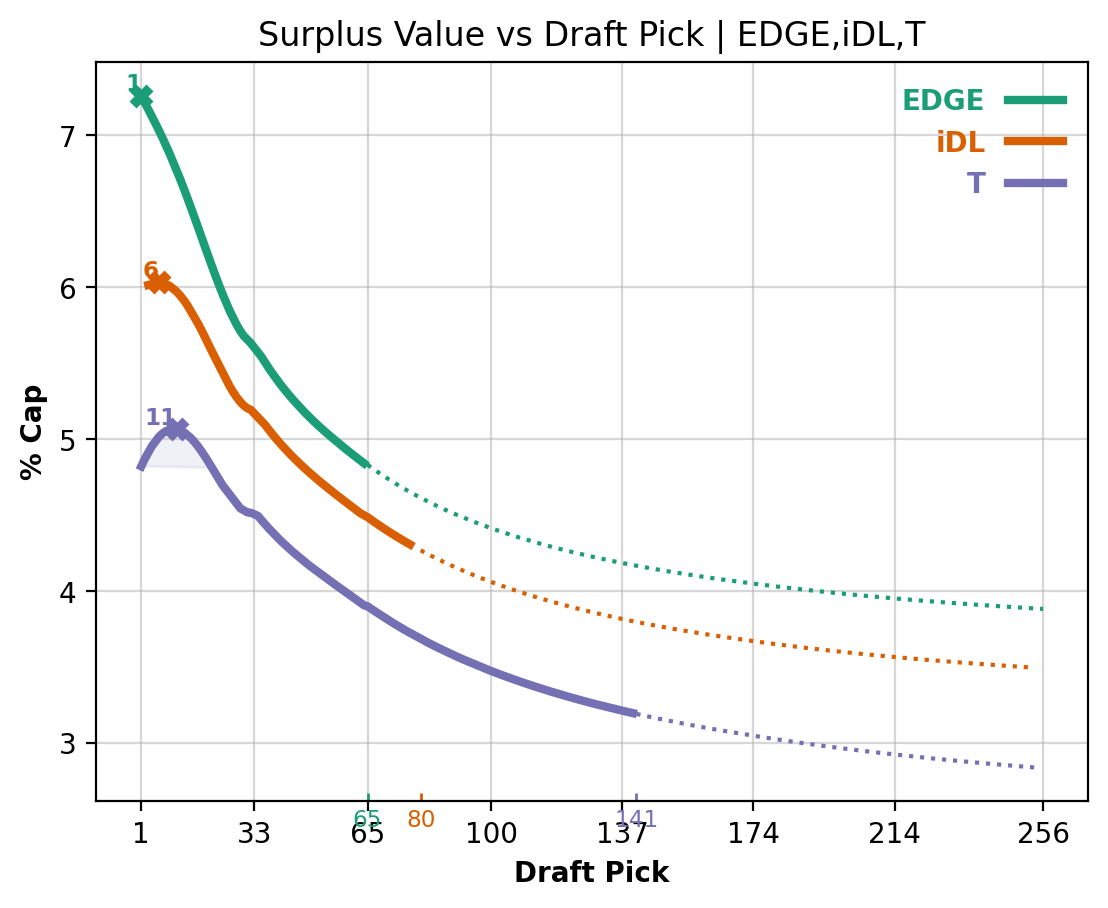 Surplus Value vs Draft Pick | EDGE,iDL,T
EDGE
iDL
T
1
6
11
7
6
5
4
3
% Cap
65 80 141
1 33 65 100 137 174 214 256
Draft Pick